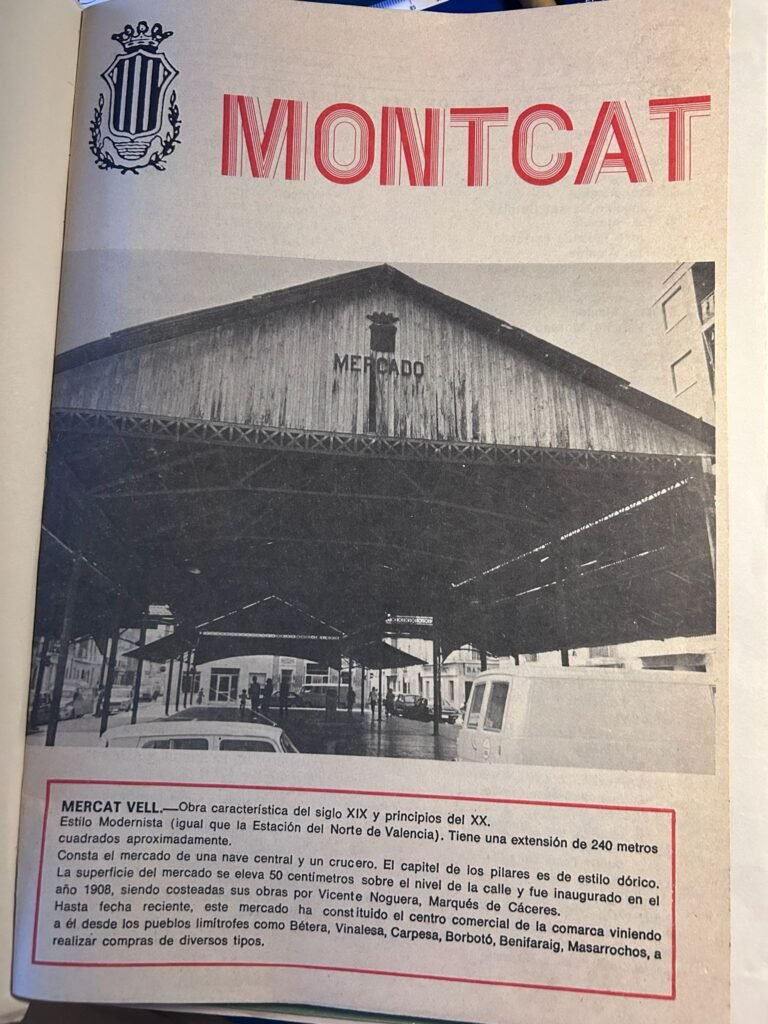 MONTCAT
MERCADO
MERCAT VELL.—Obra característica del siglo XIX y principios del XX.
Estilo Modernista (igual que la Estación del Norte de Valencia). Tiene una extensión de 240 metros
cuadrados aproximadamente.
Consta el mercado de una nave central y un crucero. El capitel de los pilares es de estilo dórico.
La superficie del mercado se eleva 50 centímetros sobre el nivel de la calle y fue inaugurado en el
año 1908, siendo costeadas sus obras por Vicente Noguera, Marqués de Cáceres.
Hasta fecha reciente, este mercado ha constituido el centro comercial de la comarca viniendo
a él desde los pueblos limítrofes como Bétera, Vinalesa, Carpesa, Borbotó, Benifaraig, Masarrochos, a
realizar compras de diversos tipos.